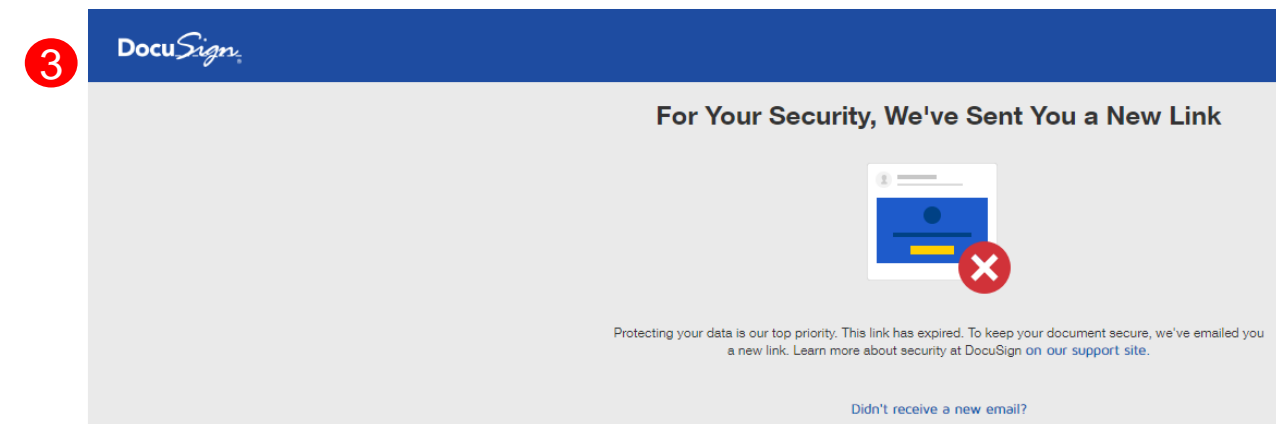 3
DocuSign
For Your Security, We've Sent You a New Link
Protecting your data is our top priority. This link has expired. To keep your document secure, we've emailed you
a new link. Learn more about security at DocuSign on our support site.
Didn't receive a new email?